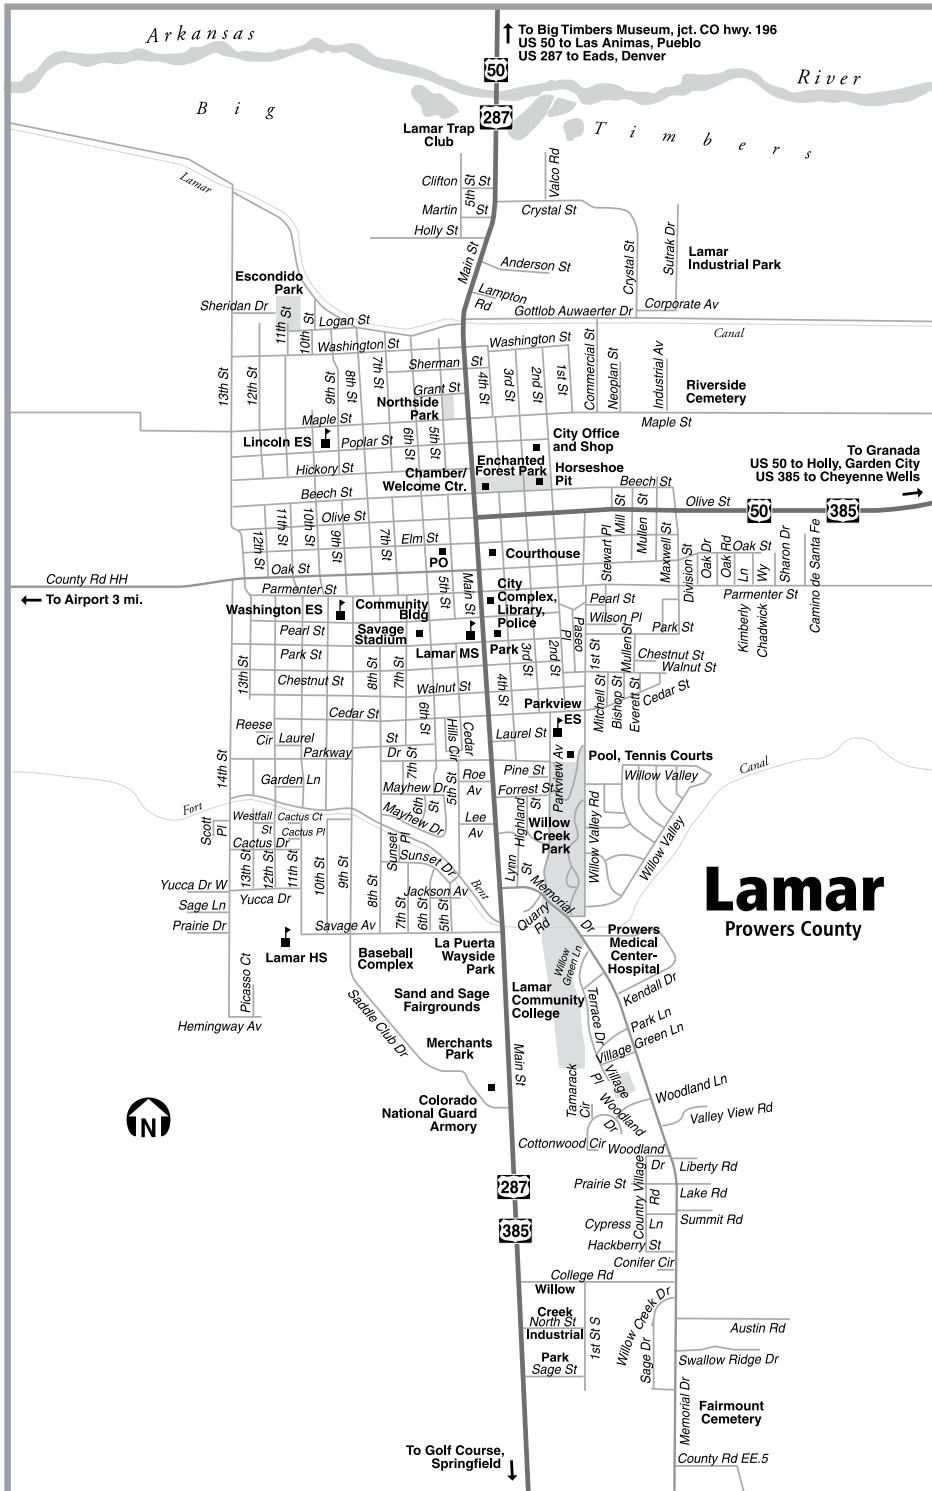 To Big Timbers Museum, jct. CO hwy. 196
US 50 to Las Animas, Pueblo
US 287 to Eads, Denver
Arkansas
River
50
Big
287
Timbers
Lamar Trap
Club
Valco Rd
Clifton St
5th St
Lamar
Martin St
Crystal St
Holly St
Main St
Crystal St
Sutrak Dr
Lamar
Industrial Park
Anderson St
Escondido
Park
Lampton
Rd
Sheridan Dr
11th St
10th St
Logan St
Gottlob Auwaerter Dr
Corporate Av
Canal
Washington St
Washington St
13th St
12th St
9th St
8th St
7th St
Sherman St
4th St
3rd St
2nd St
1st St
Commercial St
Neoplan St
Industrial Av
Grant St
Riverside
Cemetery
Northside
Park
Maple St
Maple St
6th St
5th St
Lincoln ES
Poplar St
City Office
and Shop
To Granada
US 50 to Holly, Garden City
US 385 to Cheyenne Wells
Hickory St
Chamber/
Welcome Ctr.
Enchanted
Forest Park
Horseshoe
Pit
Beech St
Beech St
Olive St
50
385
11th St
10th St
Olive St
Mill St
Mullen St
12th St
9th St
7th St
Elm St
PO
Courthouse
Stewart Pl
Maxwell St
Division St
Oak Dr
Oak Rd
Oak St
Sharon Dr
Camino de Santa Fe
Oak St
Ln
Wy
County Rd HH
To Airport 3 mi.
Parmenter St
5th St
Main St
City
Complex,
Library,
Police
Pearl St
Parmenter St
Washington ES
Community
Bldg
Wilson Pl
Kimberly
Chadwick
Pearl St
Savage
Stadium
Lamar MS
Park
Paseo
Pl
Park St
Park St
13th St
8th St
7th St
3rd St
2nd St
1st St
Mullen St
Chestnut St
Walnut St
Chestnut St
Walnut St
4th St
Mitchell St
Bishop St
Everett St
Cedar St
Cedar St
6th St
Parkview
ES
Reese
Cir
Laurel St
Hills Cir
Cedar
Laurel St
Parkway Dr
Pool, Tennis Courts
Canal
14th St
Garden Ln
7th St
5th St
Roe
Av
Pine St
Parkview Av
Willow Valley
Mayhew Dr
Forrest St
Fort
6th St
Mayhew Dr
Scott
Pl
Westfall
St
Cactus Ct
Cactus Pl
Lee
Av
Highland St
Willow
Creek
Park
Willow Valley Rd
Willow Valley
Cactus Dr
Sunset Pl
Sunset Dr
13th St
12th St
11th St
10th St
9th St
8th St
Bent
Lynn St
Memorial Dr
Lamar
Prowers County
Yucca Dr W
Yucca Dr
Jackson Av
Sage Ln
7th St
6th St
5th St
Quarry
Rd
Prairie Dr
Savage Av
Prowers
Medical
Center-
Hospital
Lamar HS
Baseball
Complex
La Puerta
Wayside
Park
Willow
Green Ln
Picasso Ct
Saddle Club Dr
Sand and Sage
Fairgrounds
Lamar
Community
College
Terrace Dr
Kendall Dr
Hemingway Av
Park Ln
Village Green Ln
Merchants
Park
Main St
Village
Pl
Tamarack
Cir
Woodland Ln
Colorado
National Guard
Armory
Woodland
Dr
Valley View Rd
N
Cottonwood Cir
Woodland
Dr
Liberty Rd
287
Prairie St
Country Village
Rd
Lake Rd
385
Cypress Ln
Summit Rd
Hackberry St
Conifer Cir
College Rd
Willow
Creek
North St
Industrial
Park
Sage St
1st St S
Willow Creek Dr
Sage Dr
Austin Rd
Swallow Ridge Dr
Memorial Dr
Fairmount
Cemetery
To Golf Course,
Springfield
County Rd EE.5